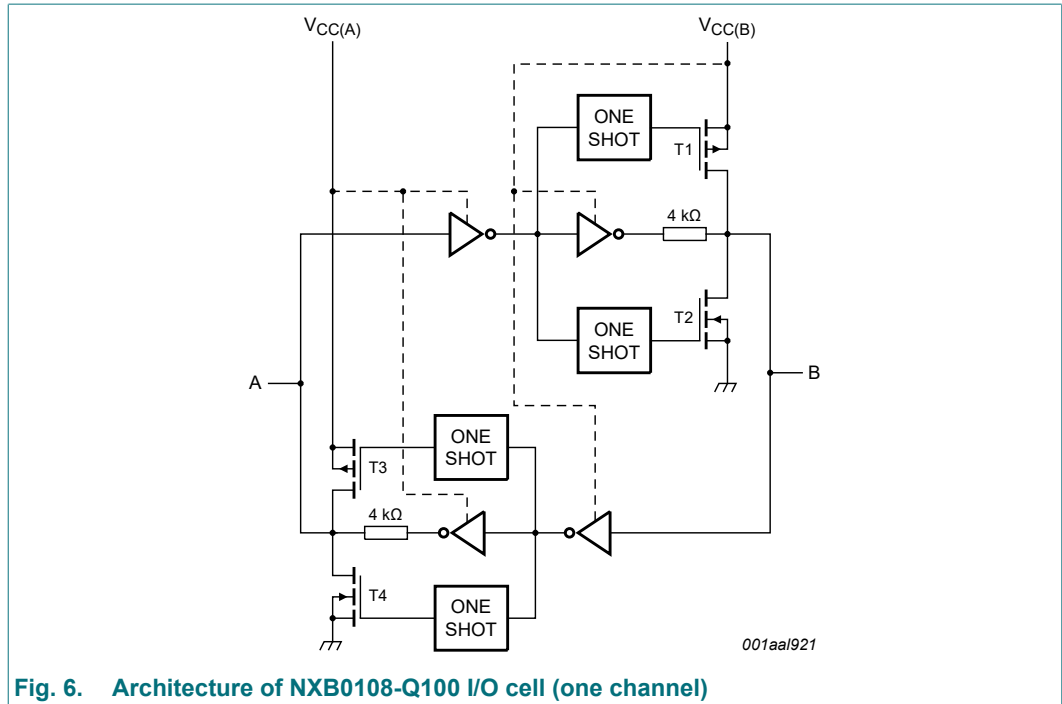 VCC(A)
VCC(B)
ONE
SHOT
T1
4 kΩ
ONE
SHOT
T2
A
B
ONE
SHOT
T3
4 kΩ
ONE
SHOT
T4
001aal921
Fig. 6. Architecture of NXB0108-Q100 I/O cell (one channel)